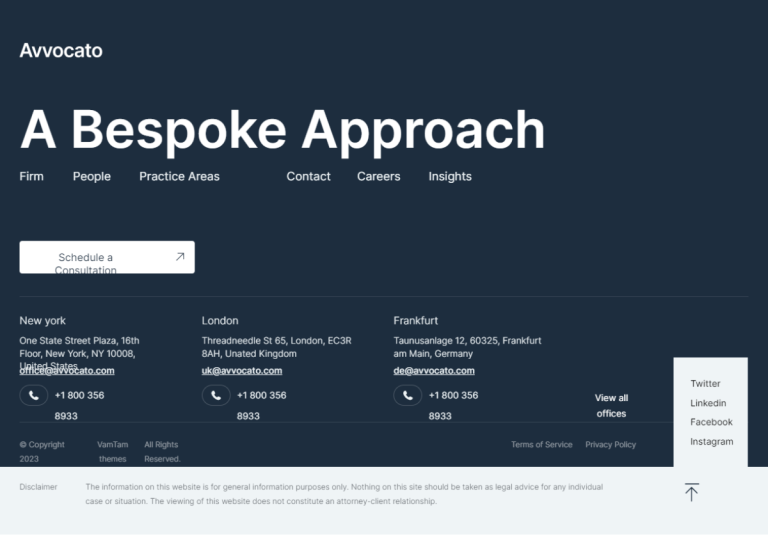 Avvocato
A Bespoke Approach
Firm People Practice Areas Contact Careers Insights
Schedule a
Consultation
New york
One State Street Plaza, 16th
Floor, New York, NY 10008,
United States
office@avvocato.com
+1 800 356
8933
London
Threadneedle St 65, London, EC3R
8AH, Unated Kingdom
uk@avvocato.com
+1 800 356
8933
Frankfurt
Taunusanlage 12, 60325, Frankfurt
am Main, Germany
de@avvocato.com
+1 800 356
8933
View all
offices
Twitter
Linkedin
Facebook
Instagram
© Copyright
2023
VamTam
themes
All Rights
Reserved.
Terms of Service Privacy Policy
Disclaimer
The information on this website is for general information purposes only. Nothing on this site should be taken as legal advice for any individual
case or situation. The viewing of this website does not constitute an attorney-client relationship.